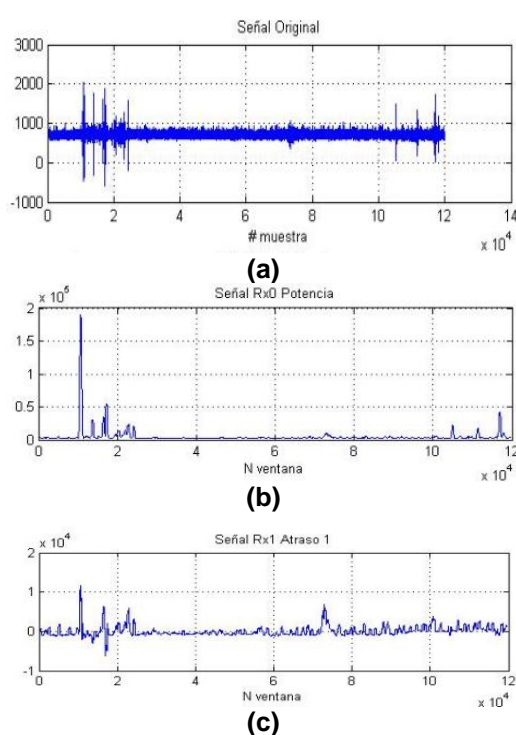 Señal Original
3000
2000
1000
0
-1000
0 2 4 6 8 10 12 14
# muestra
x 10^4
(a)
Señal Rx0 Potencia
x 10^5
2
1.5
1
0.5
0
0 2 4 6 8 10 12
N ventana
x 10^4
(b)
Señal Rx1 Atraso 1
x 10^4
2
1
0
-1
0 2 4 6 8 10 12
N ventana
x 10^4
(c)